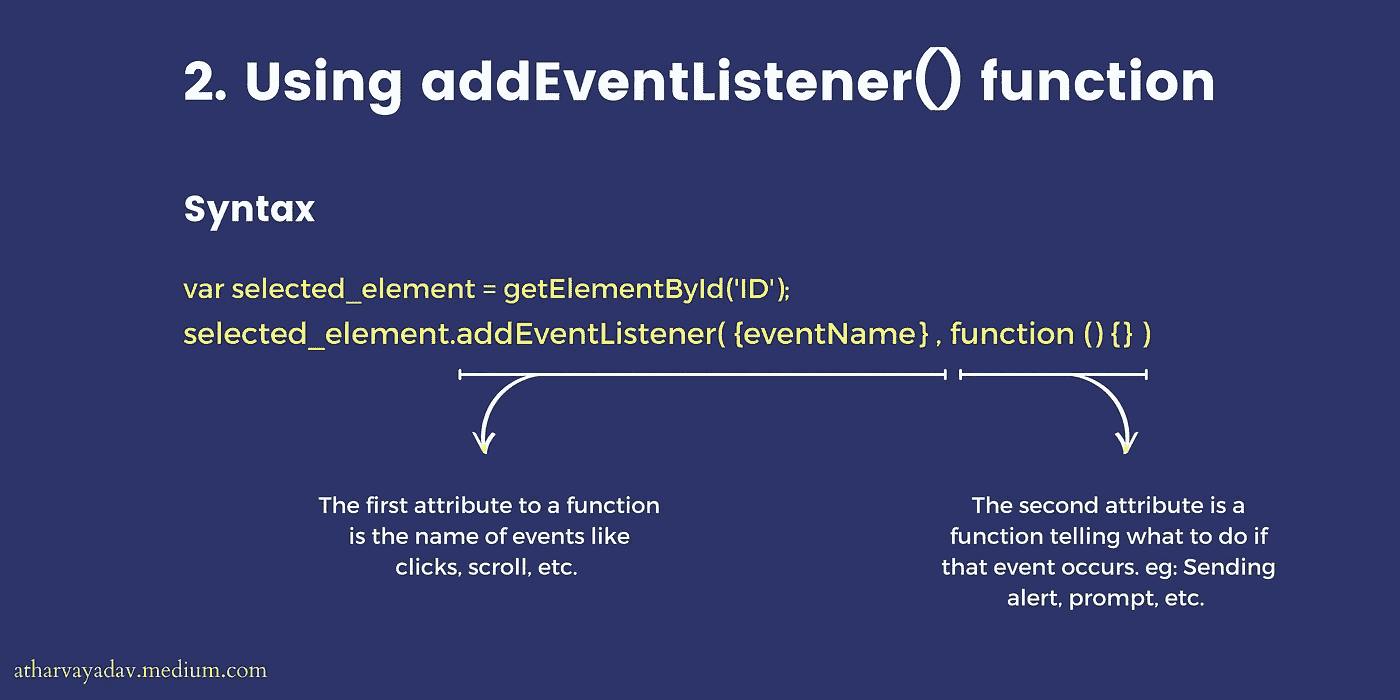 2. Using addEventListener() function
Syntax
var selected_element = getElementById('ID');
selected_element.addEventListener( {eventName} , function () {} )
The first attribute to a function
is the name of events like
clicks, scroll, etc.
The second attribute is a
function telling what to do if
that event occurs. eg: Sending
alert, prompt, etc.
atharvayadav.medium.com